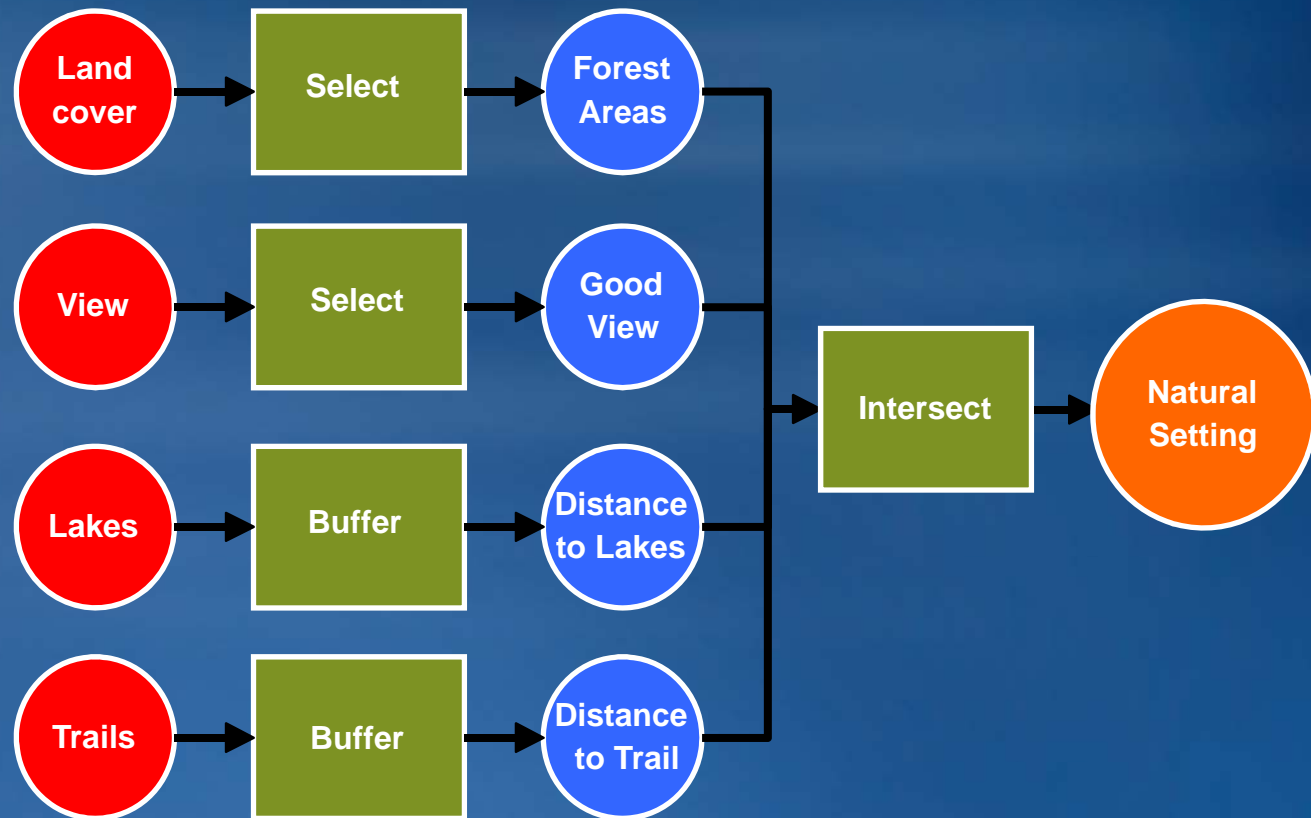 Land
cover
Select
Forest
Areas
View
Select
Good
View
Intersect
Natural
Setting
Lakes
Buffer
Distance
to Lakes
Trails
Buffer
Distance
to Trail